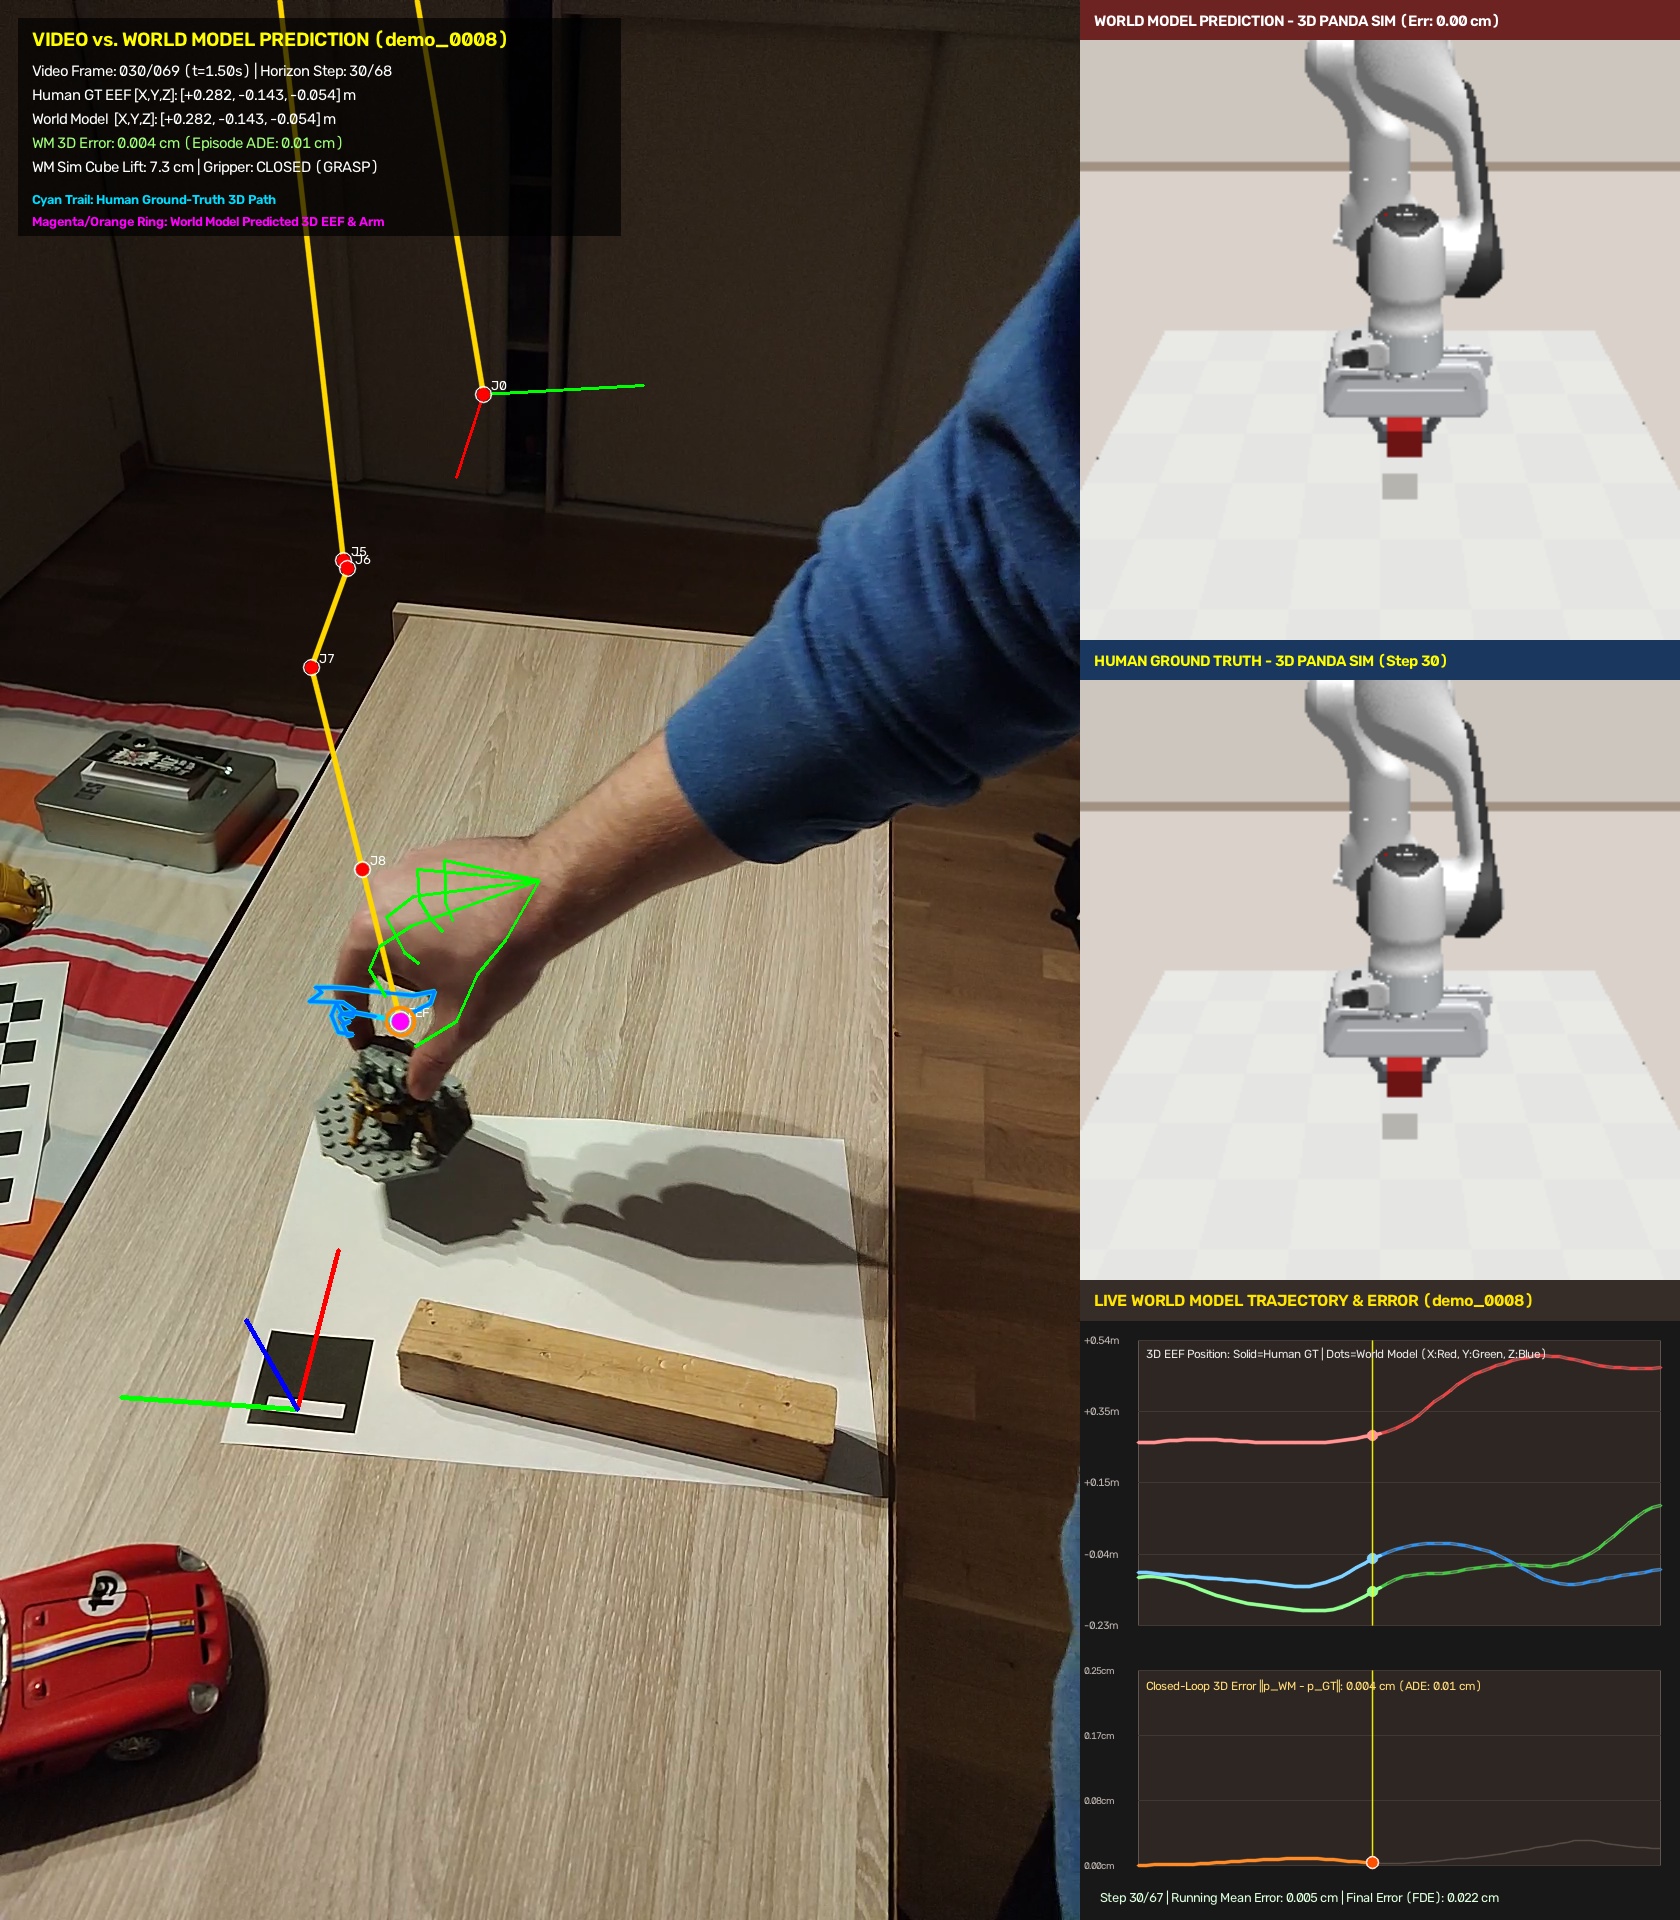 VIDEO vs. WORLD MODEL PREDICTION (demo_0008)
Video Frame: 030/069 (t=1.50s) | Horizon Step: 30/68
Human GT EEF [X,Y,Z]: [+0.282, -0.143, -0.054] m
World Model [X,Y,Z]: [+0.282, -0.143, -0.054] m
WM 3D Error: 0.004 cm (Episode ADE: 0.01 cm)
WM Sim Cube Lift: 7.3 cm | Gripper: CLOSED (GRASP)
Cyan Trail: Human Ground-Truth 3D Path
Magenta/Orange Ring: World Model Predicted 3D EEF & Arm
J0
J5
J6
J7
J8
WORLD MODEL PREDICTION - 3D PANDA SIM (Err: 0.00 cm)
HUMAN GROUND TRUTH - 3D PANDA SIM (Step 30)
LIVE WORLD MODEL TRAJECTORY & ERROR (demo_0008)
+0.54m
3D EEF Position: Solid=Human GT | Dots=World Model (X:Red, Y:Green, Z:Blue)
+0.35m
+0.15m
-0.04m
-0.23m
0.25cm
Closed-Loop 3D Error ||p_WM - p_GT||: 0.004 cm (ADE: 0.01 cm)
0.17cm
0.08cm
0.00cm
Step 30/67 | Running Mean Error: 0.005 cm | Final Error (FDE): 0.022 cm